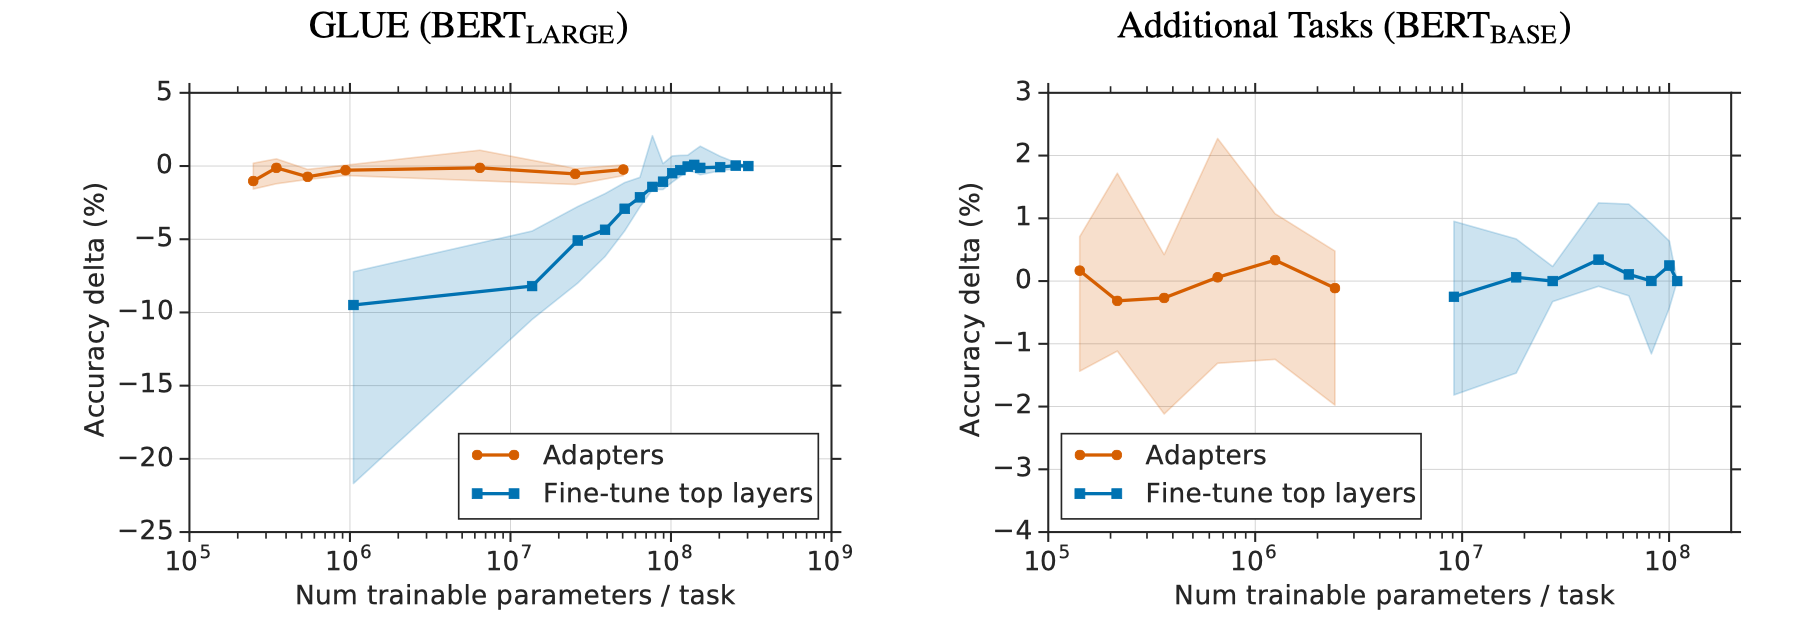 GLUE (BERT_LARGE)
5
0
−5
−10
−15
−20
−25
Accuracy delta (%)
Adapters
Fine-tune top layers
10^5 10^6 10^7 10^8 10^9
Num trainable parameters / task
Additional Tasks (BERT_BASE)
3
2
1
0
−1
−2
−3
−4
Accuracy delta (%)
Adapters
Fine-tune top layers
10^5 10^6 10^7 10^8
Num trainable parameters / task